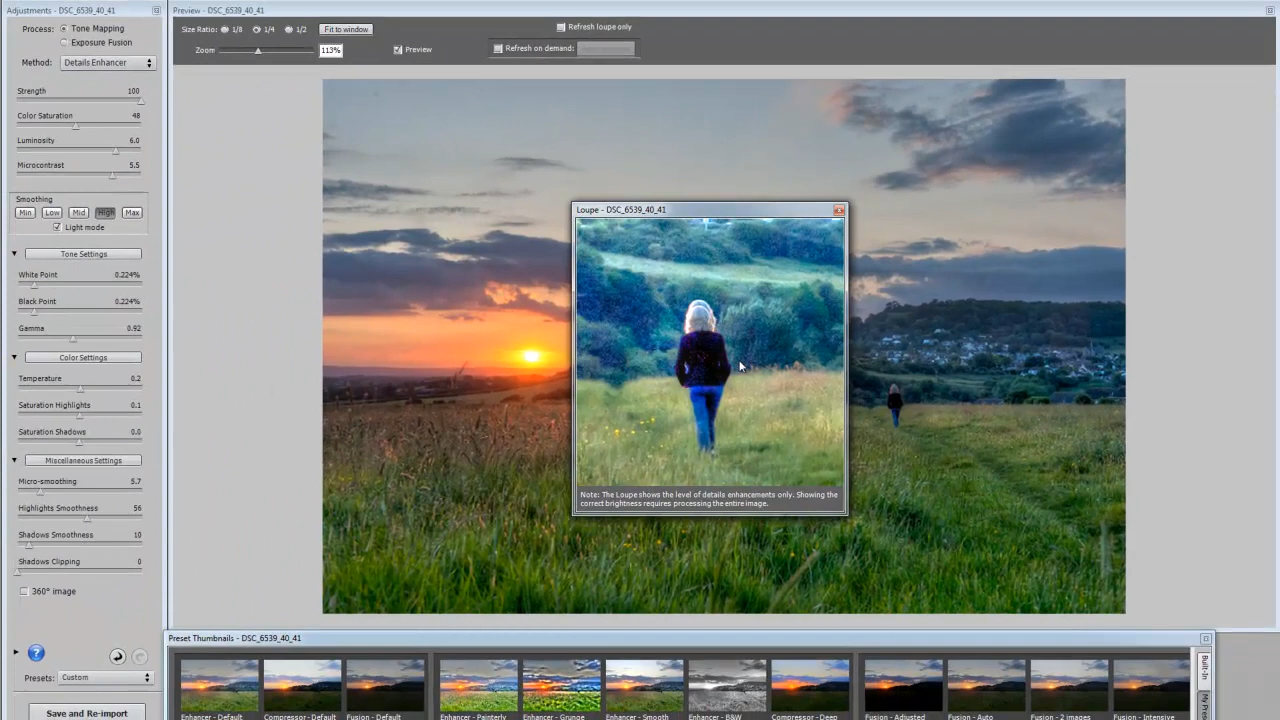 Adjustments - DSC_6539_40_41
Process: Tone Mapping
Exposure Fusion
Method: Details Enhancer
Strength 100
Color Saturation 48
Luminosity 6.0
Microcontrast 5.5
Smoothing
Min Low Mid High Max
Light mode
Tone Settings
White Point 0.224%
Black Point 0.224%
Gamma 0.92
Color Settings
Temperature 0.2
Saturation Highlights 0.1
Saturation Shadows 0.0
Miscellaneous Settings
Micro-smoothing 5.7
Highlights Smoothness 56
Shadows Smoothness 10
Shadows Clipping 0
360° image
?
Presets: Custom
Save and Re-import
Preview - DSC_6539_40_41
Size Ratio: 1/8 1/4 1/2 Fit to window
Refresh loupe only
Zoom 113% Preview
Refresh on demand:
Loupe - DSC_6539_40_41
Note: The Loupe shows the level of details enhancements only. Showing the
correct brightness requires processing the entire image.
Preset Thumbnails - DSC_6539_40_41
Enhancer - Default Compressor - Default Fusion - Default Enhancer - Painterly Enhancer - Grunge Enhancer - Smooth Enhancer - B&W Compressor - Deep Fusion - Adjusted Fusion - Auto Fusion - 2 images Fusion - Intensive
Built-In